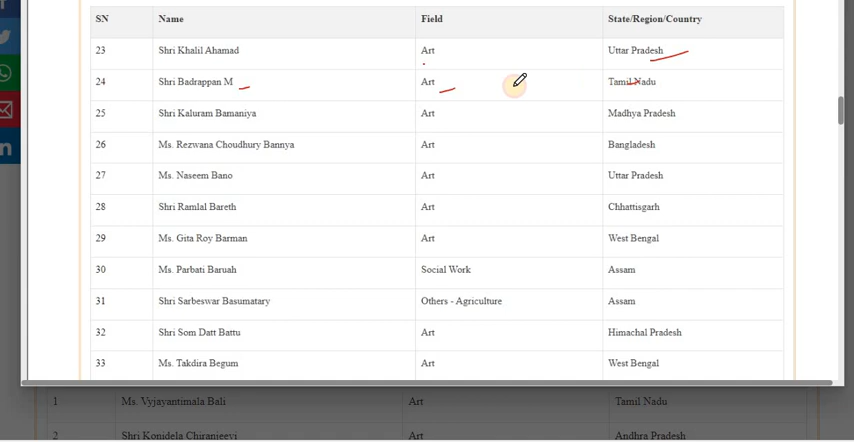 SN Name Field State/Region/Country
23 Shri Khalil Ahamad Art Uttar Pradesh
24 Shri Badrappan M Art Tamil Nadu
25 Shri Kaluram Bamaniya Art Madhya Pradesh
26 Ms. Rezwana Choudhury Bannya Art Bangladesh
27 Ms. Naseem Bano Art Uttar Pradesh
28 Shri Ramlal Bareth Art Chhattisgarh
29 Ms. Gita Roy Barman Art West Bengal
30 Ms. Parbati Baruah Social Work Assam
31 Shri Sarbeswar Basumatary Others - Agriculture Assam
32 Shri Som Datt Battu Art Himachal Pradesh
33 Ms. Takdira Begum Art West Bengal
1 Ms. Vyjayantimala Bali Art Tamil Nadu
2 Shri Konidela Chiranjeevi Art Andhra Pradesh